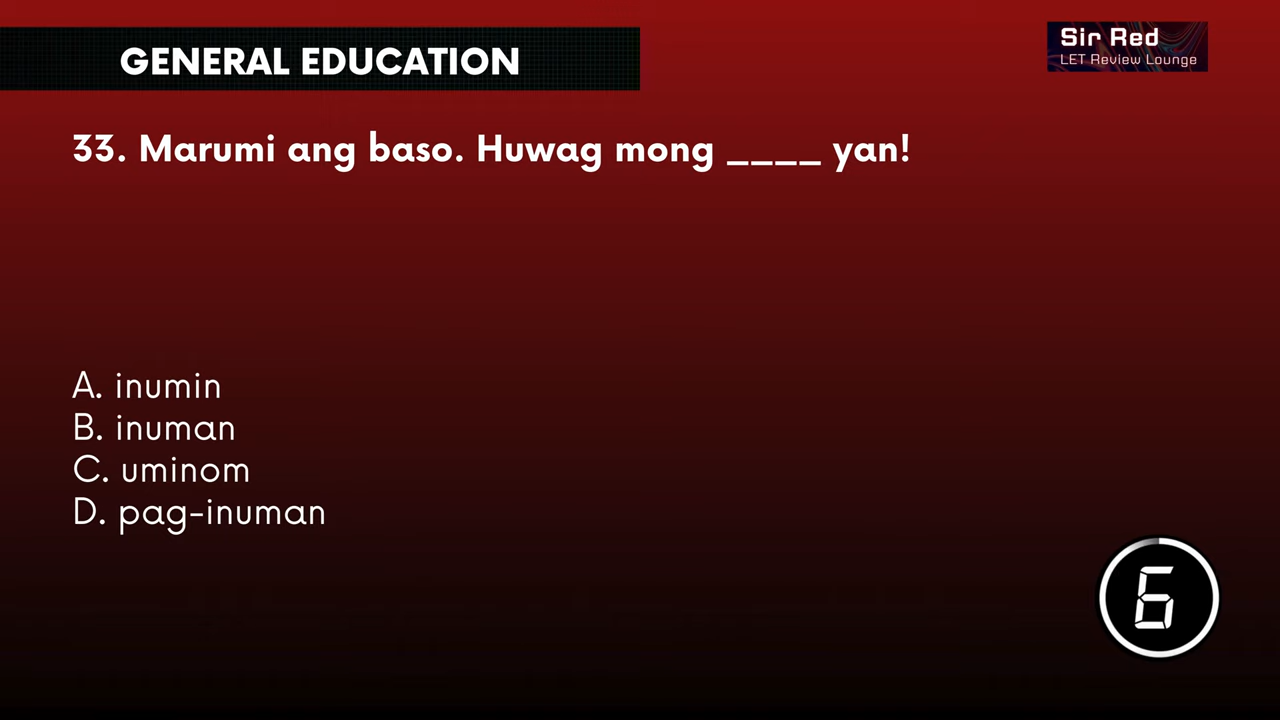 GENERAL EDUCATION
Sir Red
LET Review Lounge
33. Marumi ang baso. Huwag mong ____ yan!
A. inumin
B. inuman
C. uminom
D. pag-inuman
6